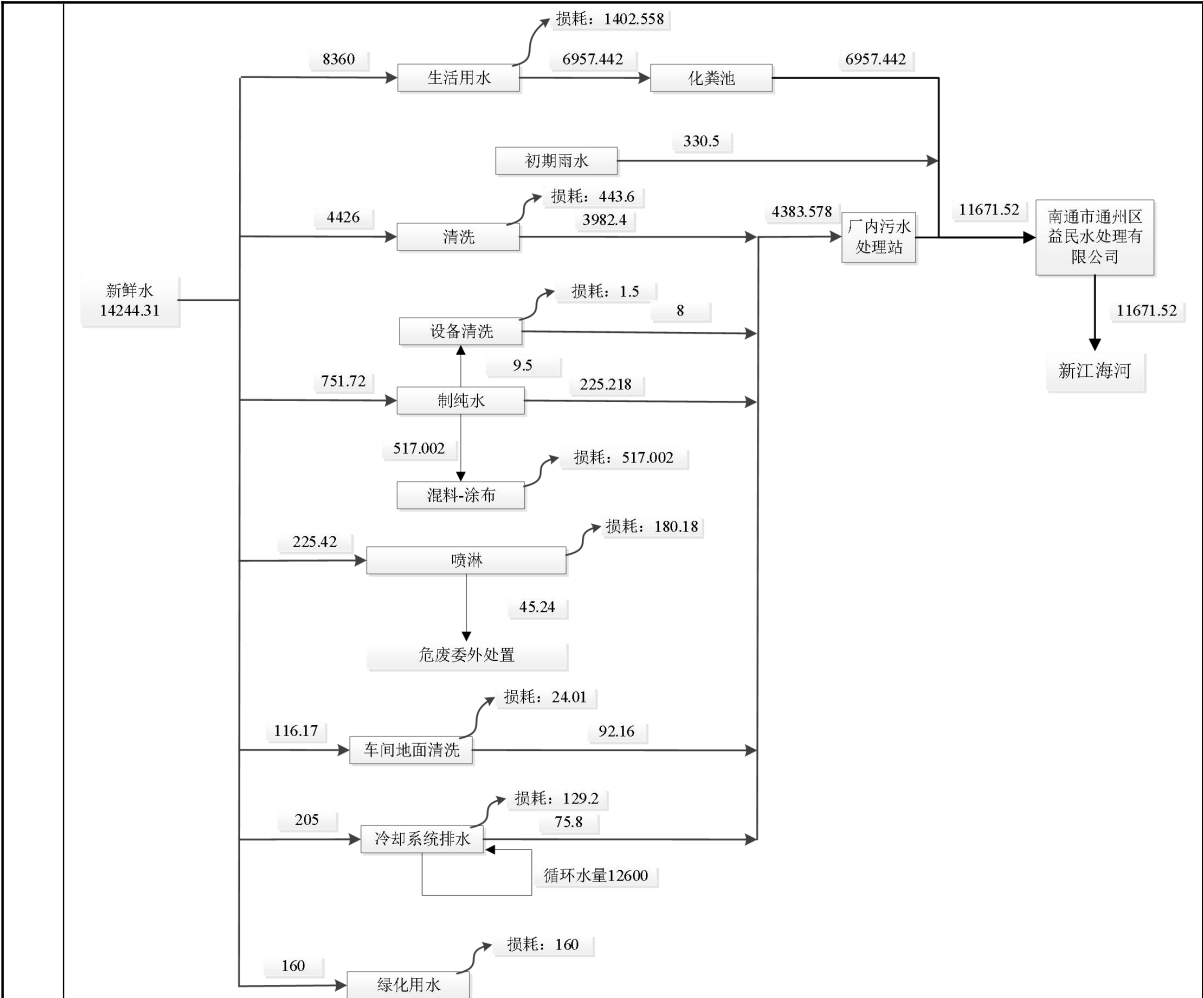 损耗：1402.558
8360
生活用水
6957.442
化粪池
6957.442
初期雨水
330.5
损耗：443.6
4426
清洗
3982.4
4383.578
厂内污水
处理站
11671.52
南通市通州区
益民水处理有
限公司
新鲜水
14244.31
损耗：1.5
设备清洗
8
11671.52
新江海河
9.5
751.72
制纯水
225.218
517.002
损耗：517.002
混料-涂布
损耗：180.18
225.42
喷淋
45.24
危废委外处置
损耗：24.01
116.17
车间地面清洗
92.16
损耗：129.2
205
冷却系统排水
75.8
循环水量12600
损耗：160
160
绿化用水